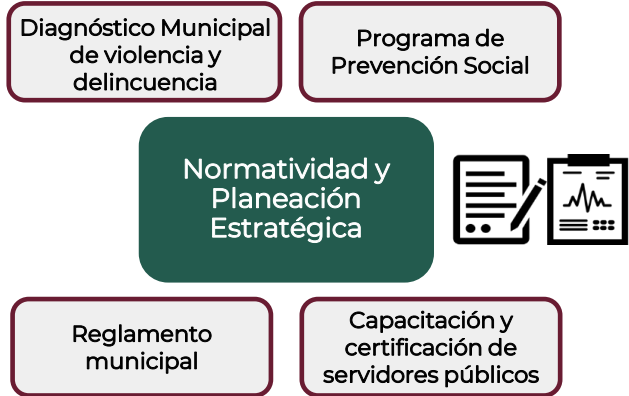 Diagnóstico Municipal
de violencia y
delincuencia
Programa de
Prevención Social
Normatividad y
Planeación
Estratégica
Reglamento
municipal
Capacitación y
certificación de
servidores públicos